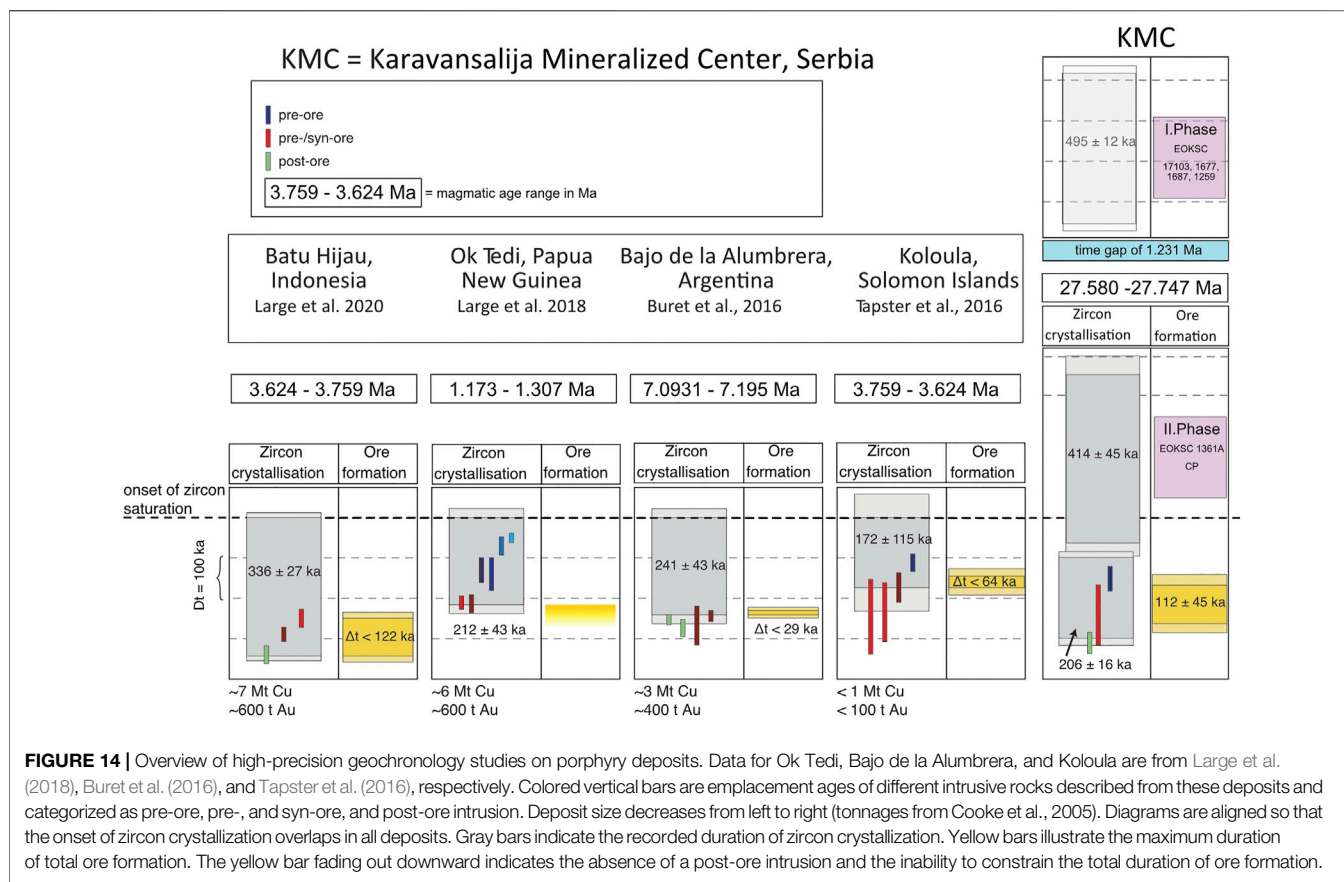 KMC = Karavansalija Mineralized Center, Serbia
pre-ore
pre-/syn-ore
post-ore
3.759 - 3.624 Ma = magmatic age range in Ma
Batu Hijau,
Indonesia
Large et al. 2020
Ok Tedi, Papua
New Guinea
Large et al. 2018
Bajo de la Alumbrera,
Argentina
Buret et al., 2016
Koloula,
Solomon Islands
Tapster et al., 2016
3.624 - 3.759 Ma
1.173 - 1.307 Ma
7.0931 - 7.195 Ma
3.759 - 3.624 Ma
onset of zircon
saturation
Dt = 100 ka
Zircon
crystallisation
Ore
formation
336 ± 27 ka
Δt < 122 ka
~7 Mt Cu
~600 t Au
Zircon
crystallisation
Ore
formation
212 ± 43 ka
~6 Mt Cu
~600 t Au
Zircon
crystallisation
Ore
formation
241 ± 43 ka
Δt < 29 ka
~3 Mt Cu
~400 t Au
Zircon
crystallisation
Ore
formation
172 ± 115 ka
Δt < 64 ka
< 1 Mt Cu
< 100 t Au
KMC
495 ± 12 ka
I.Phase
EOKSC
17103, 1677,
1687, 1259
time gap of 1.231 Ma
27.580 -27.747 Ma
Zircon
crystallisation
Ore
formation
414 ± 45 ka
II.Phase
EOKSC 1361A
CP
206 ± 16 ka
112 ± 45 ka
FIGURE 14 | Overview of high-precision geochronology studies on porphyry deposits. Data for Ok Tedi, Bajo de la Alumbrera, and Koloula are from Large et al.
(2018), Buret et al. (2016), and Tapster et al. (2016), respectively. Colored vertical bars are emplacement ages of different intrusive rocks described from these deposits and
categorized as pre-ore, pre-, and syn-ore, and post-ore intrusion. Deposit size decreases from left to right (tonnages from Cooke et al., 2005). Diagrams are aligned so that
the onset of zircon crystallization overlaps in all deposits. Gray bars indicate the recorded duration of zircon crystallization. Yellow bars illustrate the maximum duration
of total ore formation. The yellow bar fading out downward indicates the absence of a post-ore intrusion and the inability to constrain the total duration of ore formation.